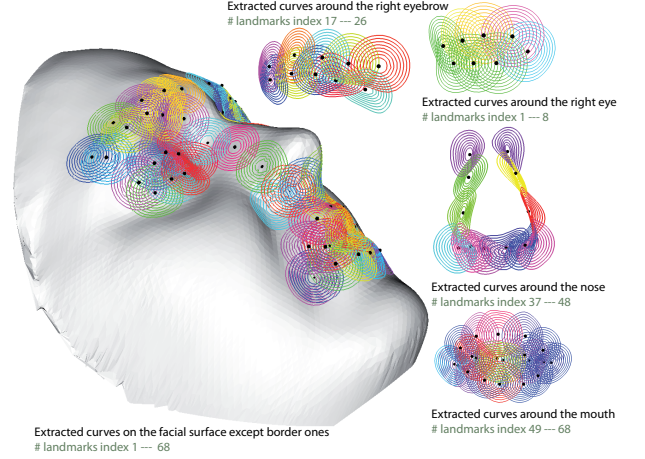 Extracted curves around the right eyebrow
# landmarks index 17 --- 26
Extracted curves around the right eye
# landmarks index 1 --- 8
Extracted curves around the nose
# landmarks index 37 --- 48
Extracted curves around the mouth
# landmarks index 49 --- 68
Extracted curves on the facial surface except border ones
# landmarks index 1 --- 68